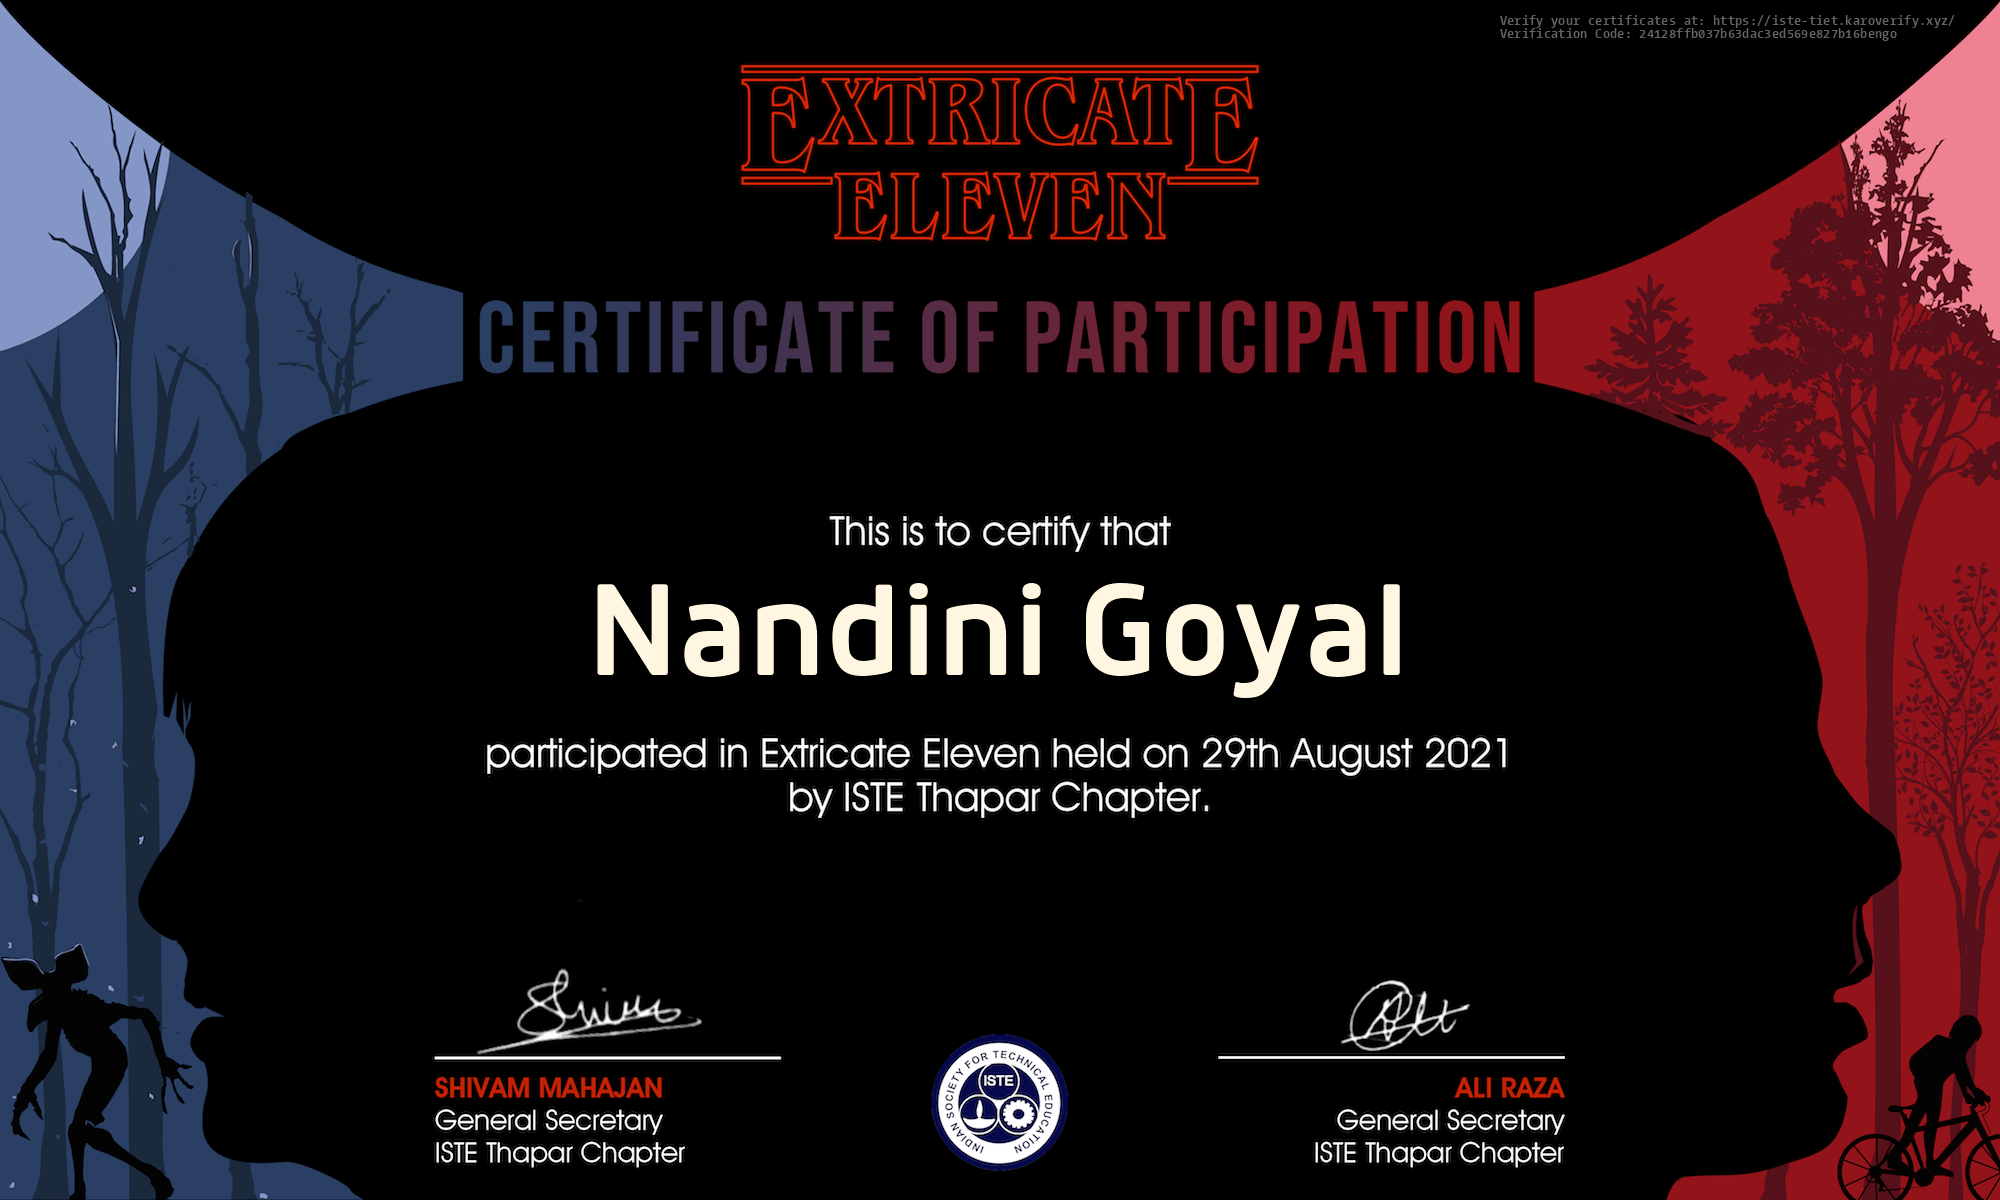 Verify your certificates at: https://iste-tiet.karoverify.xyz/
Verification Code: 24128ffb037b63dac3ed569e827b16bengo
EXTRICATE
ELEVEN
CERTIFICATE OF PARTICIPATION
This is to certify that
Nandini Goyal
participated in Extricate Eleven held on 29th August 2021
by ISTE Thapar Chapter.
SHIVAM MAHAJAN
General Secretary
ISTE Thapar Chapter
INDIAN SOCIETY FOR TECHNICAL EDUCATION
ISTE
ALI RAZA
General Secretary
ISTE Thapar Chapter